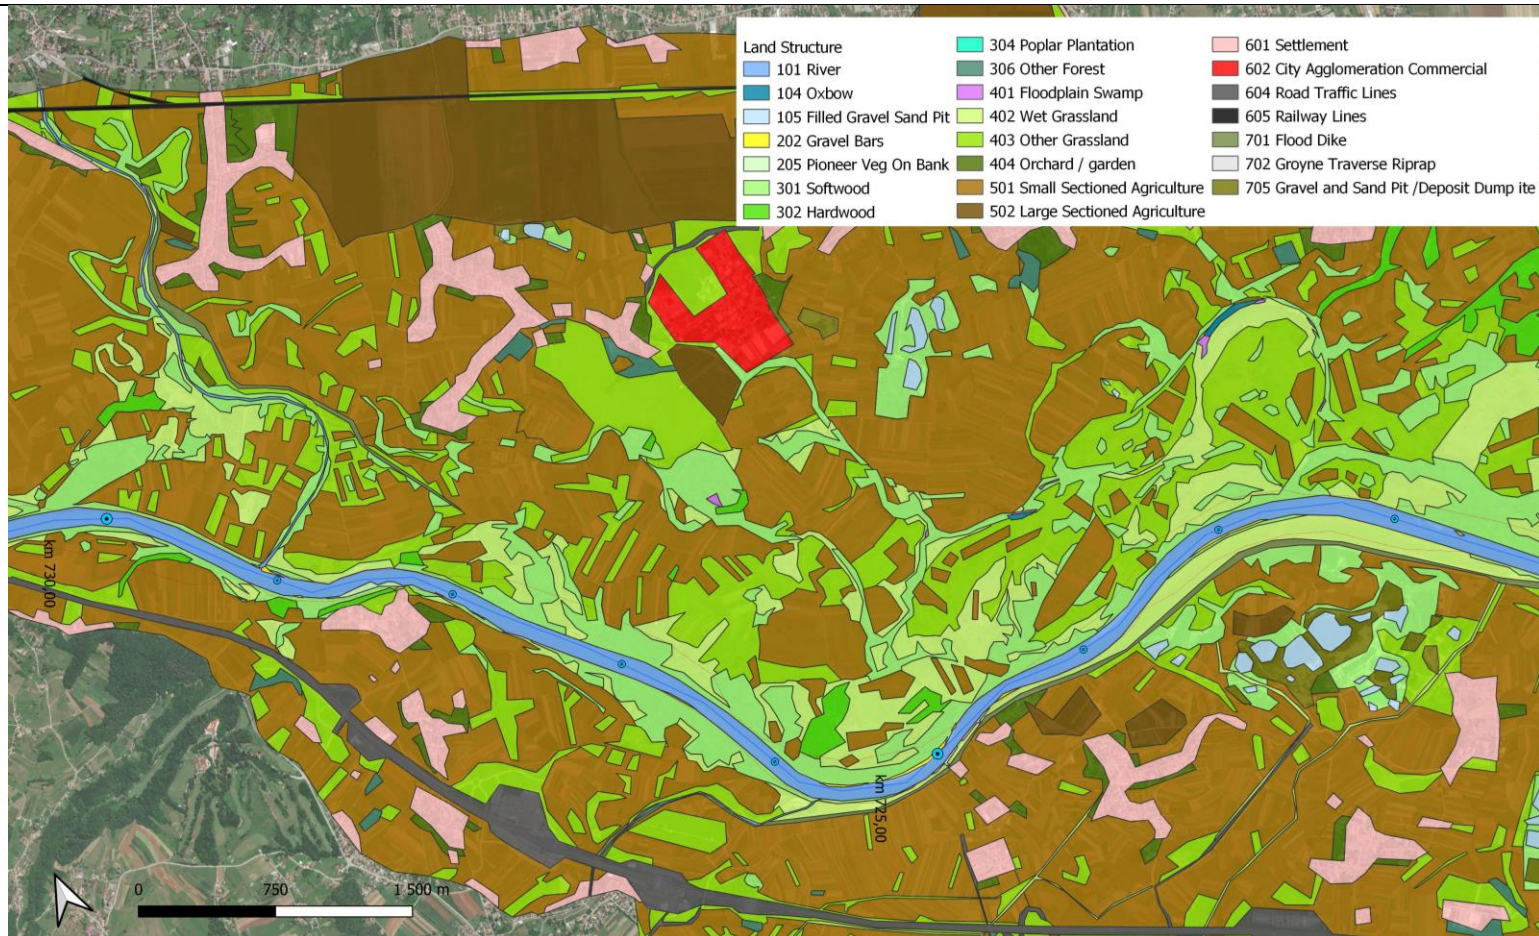 Land Structure
101 River
104 Oxbow
105 Filled Gravel Sand Pit
202 Gravel Bars
205 Pioneer Veg On Bank
301 Softwood
302 Hardwood
304 Poplar Plantation
306 Other Forest
401 Floodplain Swamp
402 Wet Grassland
403 Other Grassland
404 Orchard / garden
501 Small Sectioned Agriculture
502 Large Sectioned Agriculture
601 Settlement
602 City Agglomeration Commercial
604 Road Traffic Lines
605 Railway Lines
701 Flood Dike
702 Groyne Traverse Riprap
705 Gravel and Sand Pit /Deposit Dump ite
km 730,00
km 725,00
0 750 1 500 m